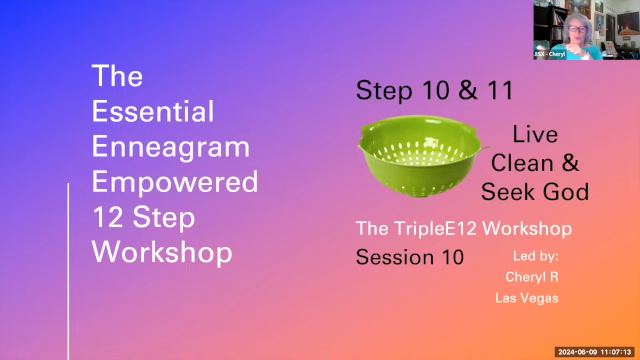 The
Essential
Enneagram
Empowered
12 Step
Workshop
Step 10 & 11
Live
Clean &
Seek God
The TripleE12 Workshop
Session 10
Led by:
Cheryl R
Las Vegas
Cheryl
2024-06-09 11:07:13